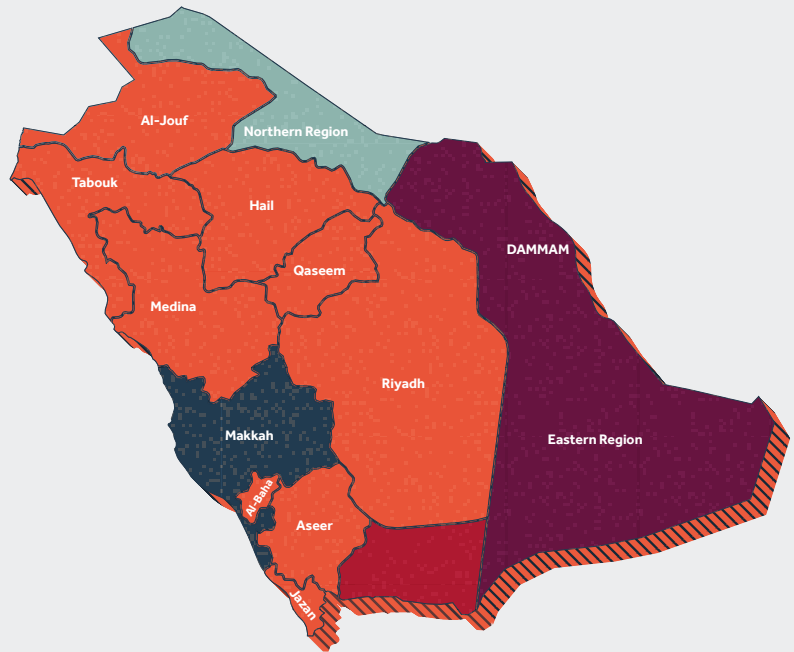 Al-Jouf
Northern Region
Tabouk
Hail
DAMMAM
Qaseem
Medina
Riyadh
Makkah
Eastern Region
Al-Baha
Aseer
Jazan